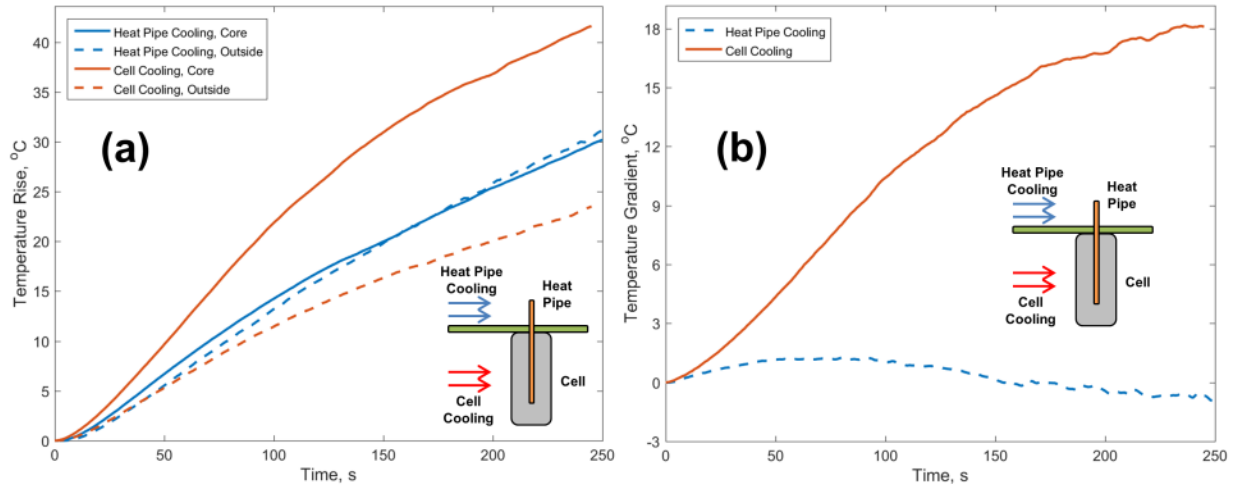 Heat Pipe Cooling, Core
Heat Pipe Cooling, Outside
Cell Cooling, Core
Cell Cooling, Outside
(a)
Temperature Rise, °C
40
35
30
25
20
15
10
5
0
0
50
100
150
200
250
Time, s
Heat Pipe
Cooling
Heat
Pipe
Cell
Cell
Cooling
Heat Pipe Cooling
Cell Cooling
(b)
Temperature Gradient, °C
18
15
12
9
6
3
0
-3
0
50
100
150
200
250
Time, s
Heat Pipe
Cooling
Heat
Pipe
Cell
Cell
Cooling